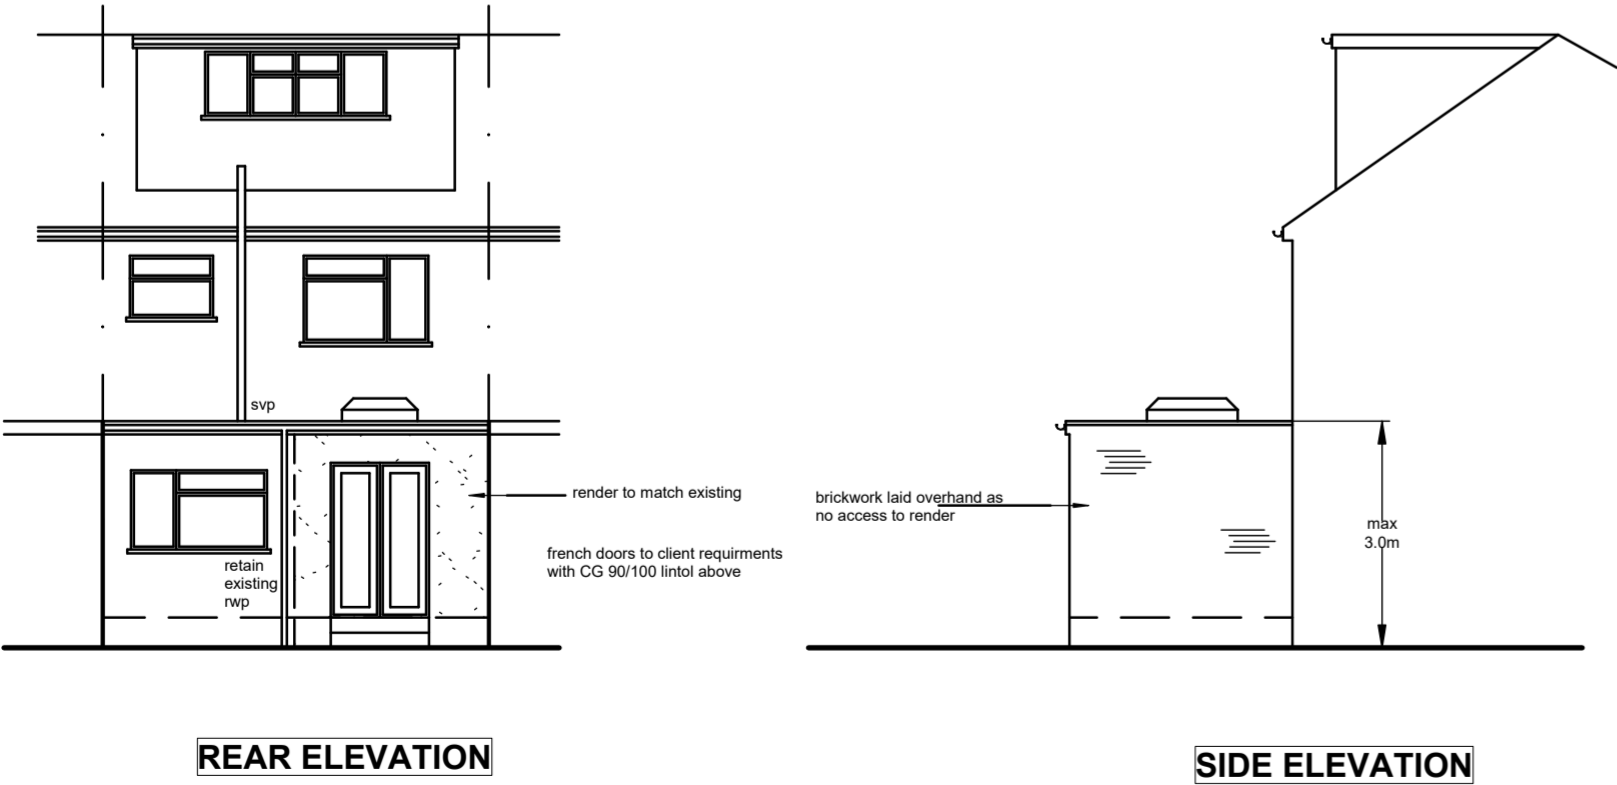 svp
render to match existing
french doors to client requirments
with CG 90/100 lintol above
retain
existing
rwp
brickwork laid overhand as
no access to render
max
3.0m
REAR ELEVATION
SIDE ELEVATION